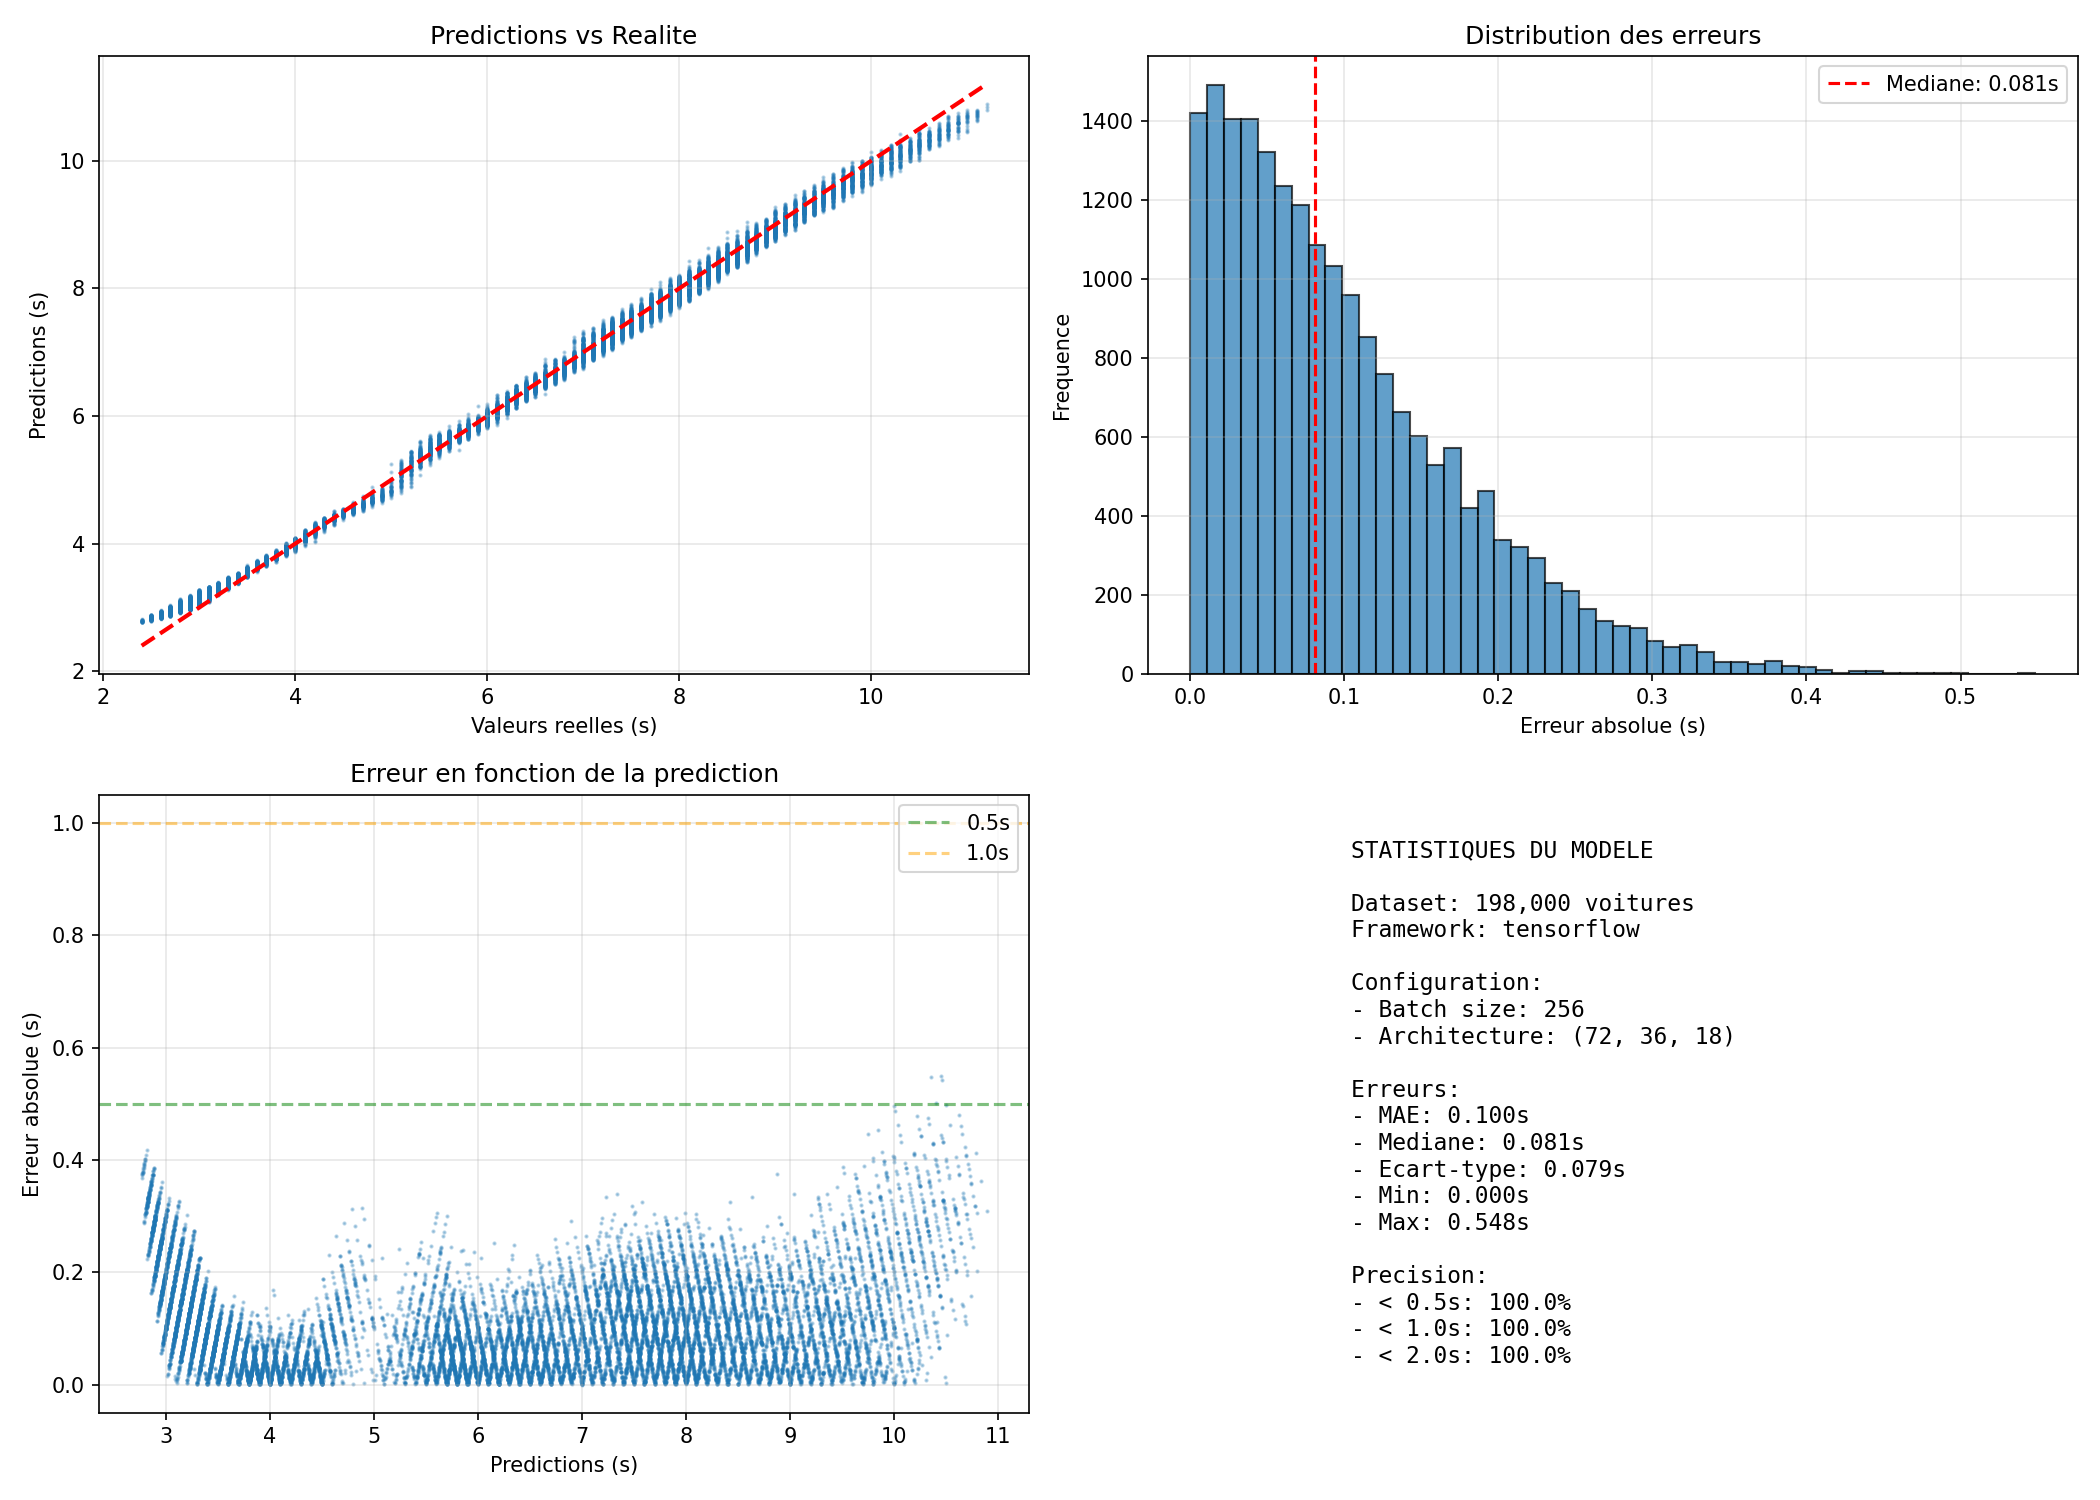 Predictions vs Realite
Predictions (s)
10
8
6
4
2
2 4 6 8 10
Valeurs reelles (s)
Distribution des erreurs
Mediane: 0.081s
Frequence
1400
1200
1000
800
600
400
200
0
0.0 0.1 0.2 0.3 0.4 0.5
Erreur absolue (s)
Erreur en fonction de la prediction
0.5s
1.0s
Erreur absolue (s)
1.0
0.8
0.6
0.4
0.2
0.0
3 4 5 6 7 8 9 10 11
Predictions (s)
STATISTIQUES DU MODELE
Dataset: 198,000 voitures
Framework: tensorflow
Configuration:
- Batch size: 256
- Architecture: (72, 36, 18)
Erreurs:
- MAE: 0.100s
- Mediane: 0.081s
- Ecart-type: 0.079s
- Min: 0.000s
- Max: 0.548s
Precision:
- < 0.5s: 100.0%
- < 1.0s: 100.0%
- < 2.0s: 100.0%